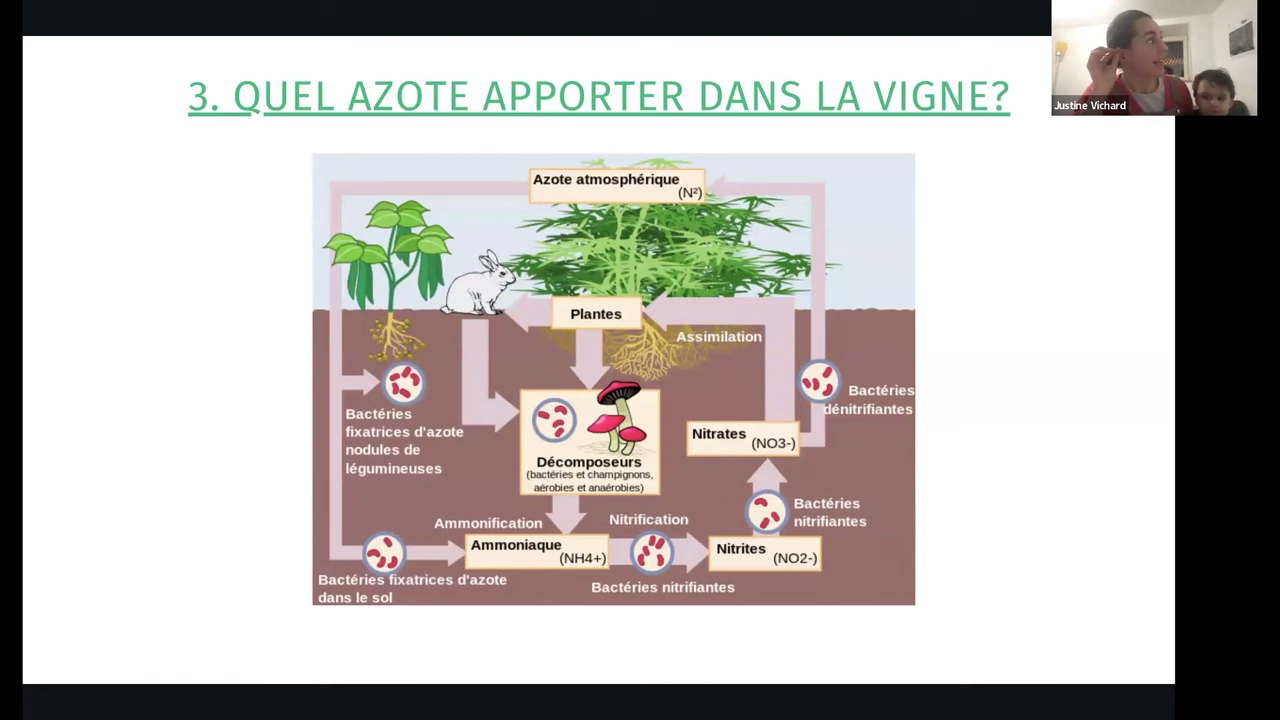 3. QUEL AZOTE APPORTER DANS LA VIGNE?
Justine Vichard
Azote atmosphérique
(N²)
Plantes
Assimilation
Bactéries
dénitrifiantes
Bactéries
fixatrices d'azote
nodules de
légumineuses
Nitrates (NO3-)
Décomposeurs
(bactéries et champignons,
aérobies et anaérobies)
Bactéries
nitrifiantes
Ammonification
Nitrification
Ammoniaque
(NH4+)
Nitrites
(NO2-)
Bactéries fixatrices d'azote
dans le sol
Bactéries nitrifiantes